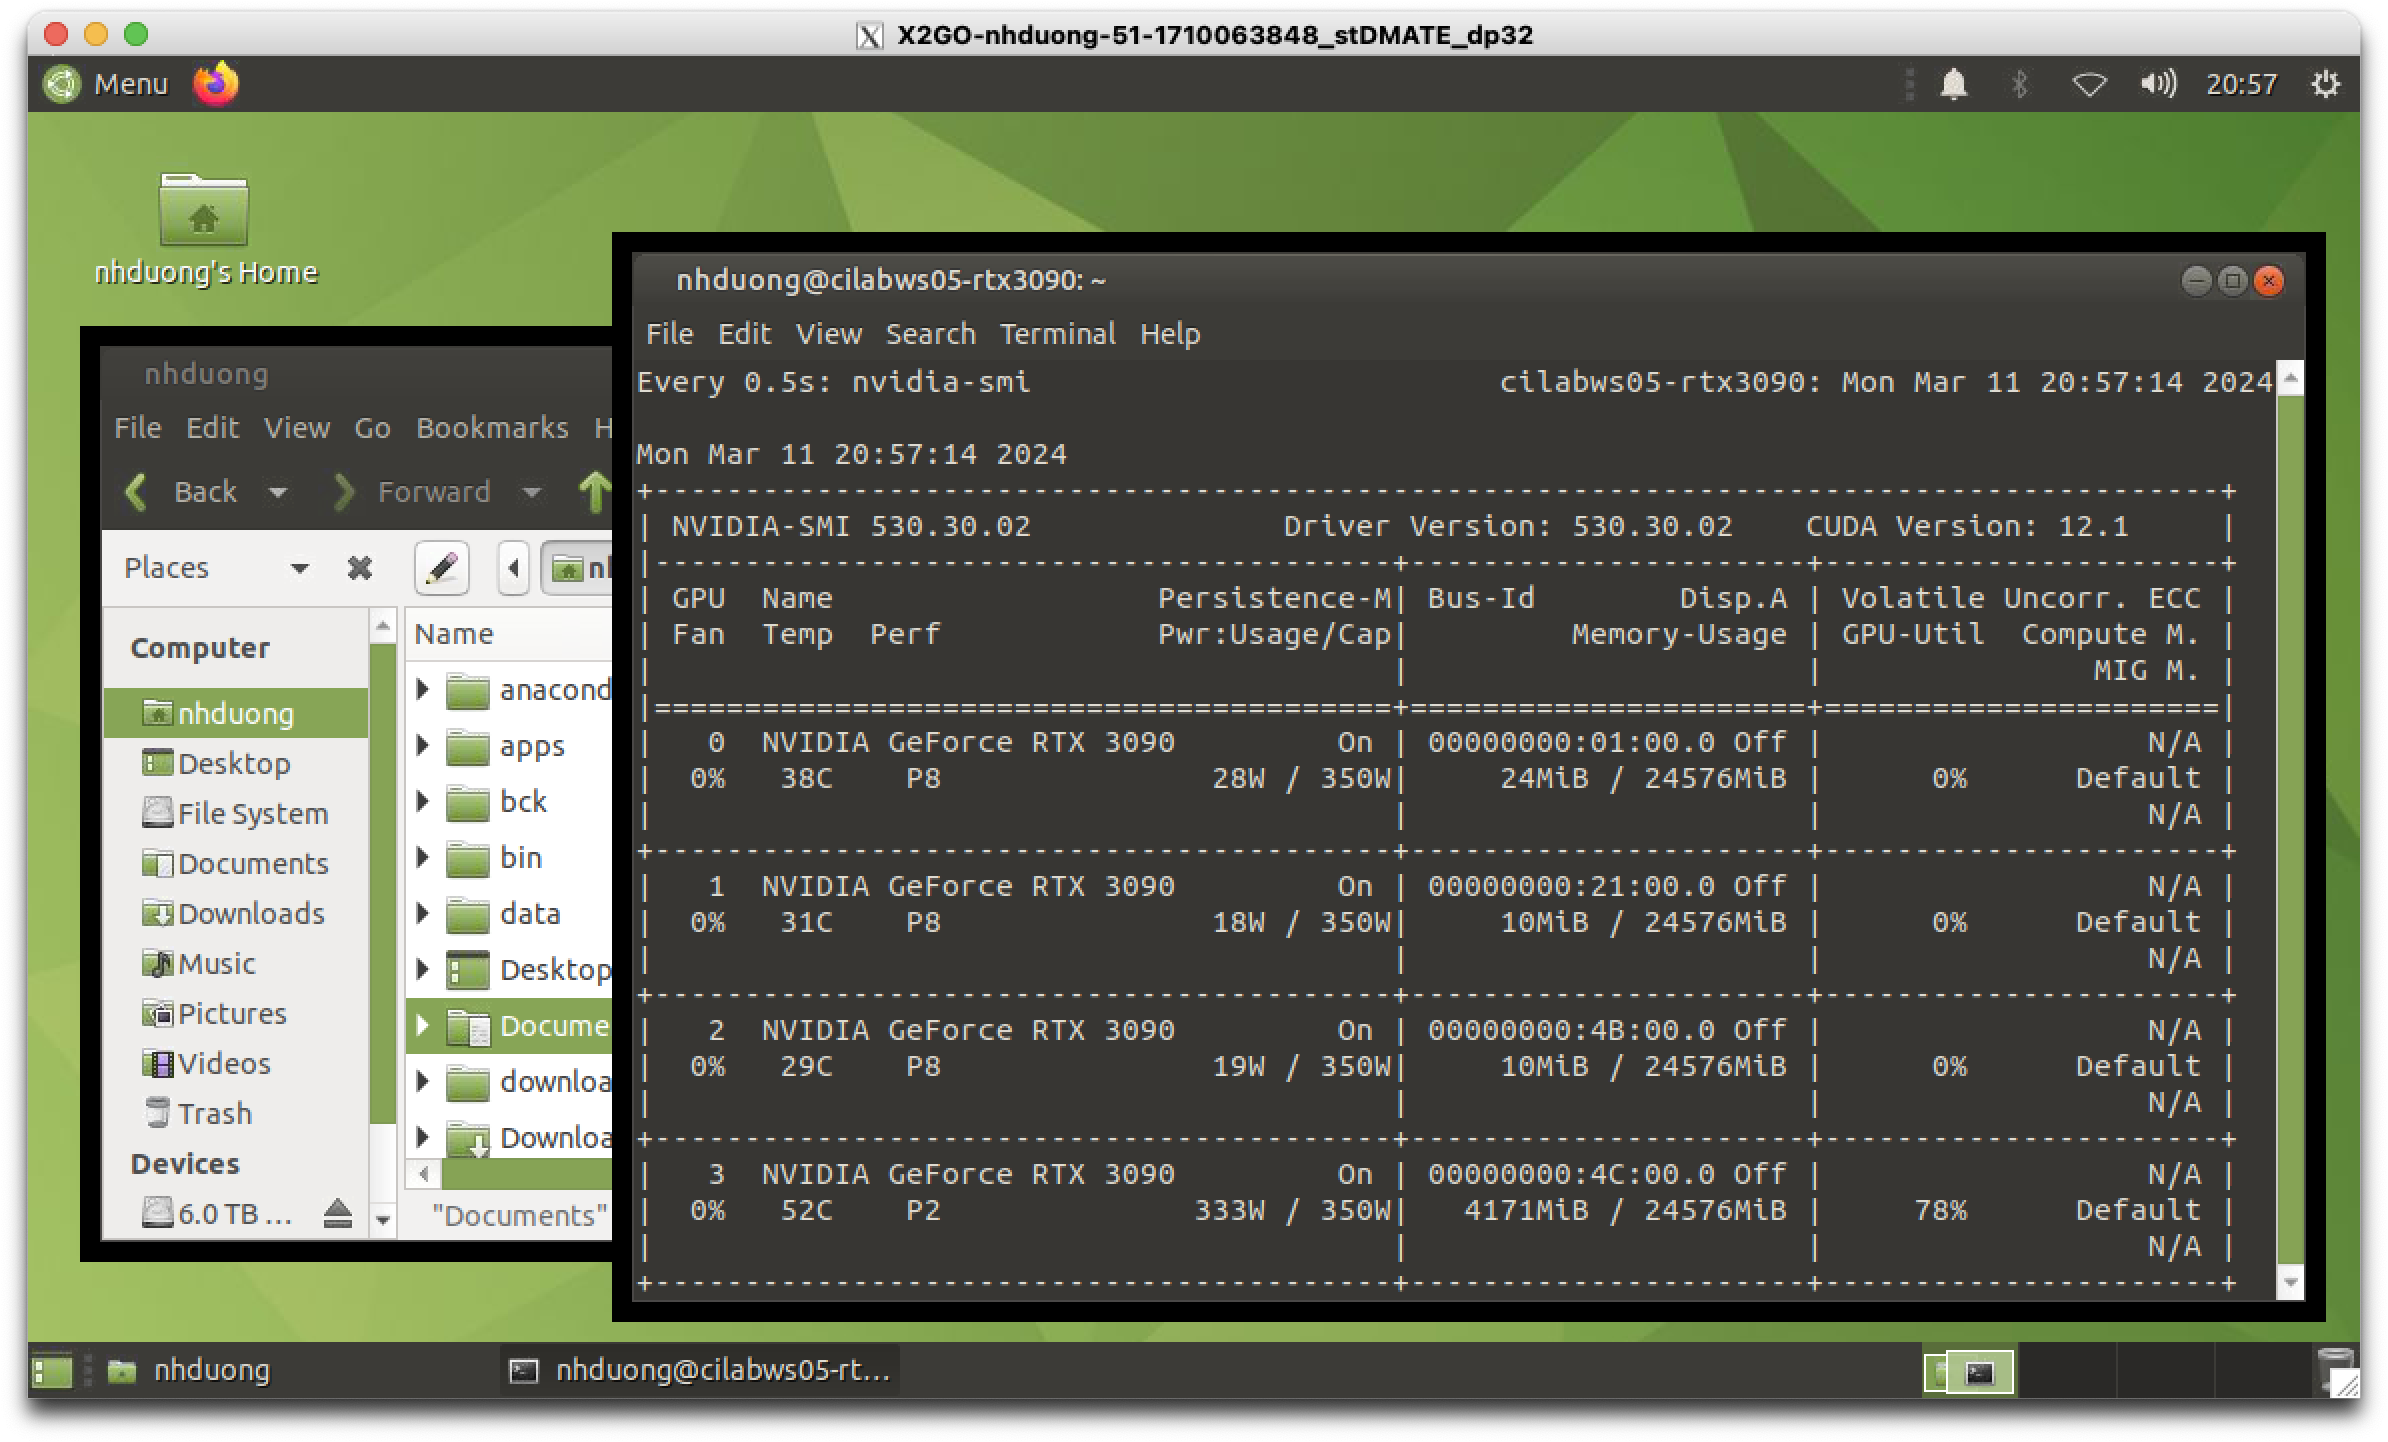 X2GO-nhduong-51-1710063848_stDMATE_dp32
Menu
20:57
nhduong's Home
nhduong
File Edit View Go Bookmarks H
Back Forward
Places
nh
Computer
nhduong
Desktop
File System
Documents
Downloads
Music
Pictures
Videos
Trash
Devices
6.0 TB ...
Name
anacond
apps
bck
bin
data
Desktop
Docume
downloa
Downloa
"Documents"
nhduong@cilabws05-rtx3090: ~
File Edit View Search Terminal Help
Every 0.5s: nvidia-smi cilabws05-rtx3090: Mon Mar 11 20:57:14 2024
Mon Mar 11 20:57:14 2024
+---------------------------------------------------------------------------------------+
| NVIDIA-SMI 530.30.02              Driver Version: 530.30.02    CUDA Version: 12.1     |
|-----------------------------------------+----------------------+----------------------+
| GPU  Name                  Persistence-M| Bus-Id        Disp.A | Volatile Uncorr. ECC |
| Fan  Temp  Perf            Pwr:Usage/Cap|         Memory-Usage | GPU-Util  Compute M. |
|                                         |                      |               MIG M. |
|=========================================+======================+======================|
|   0  NVIDIA GeForce RTX 3090         On | 00000000:01:00.0 Off |                  N/A |
|  0%   38C    P8               28W / 350W|     24MiB / 24576MiB |      0%      Default |
|                                         |                      |                  N/A |
+-----------------------------------------+----------------------+----------------------+
|   1  NVIDIA GeForce RTX 3090         On | 00000000:21:00.0 Off |                  N/A |
|  0%   31C    P8               18W / 350W|     10MiB / 24576MiB |      0%      Default |
|                                         |                      |                  N/A |
+-----------------------------------------+----------------------+----------------------+
|   2  NVIDIA GeForce RTX 3090         On | 00000000:4B:00.0 Off |                  N/A |
|  0%   29C    P8               19W / 350W|     10MiB / 24576MiB |      0%      Default |
|                                         |                      |                  N/A |
+-----------------------------------------+----------------------+----------------------+
|   3  NVIDIA GeForce RTX 3090         On | 00000000:4C:00.0 Off |                  N/A |
|  0%   52C    P2              333W / 350W|   4171MiB / 24576MiB |     78%      Default |
|                                         |                      |                  N/A |
+-----------------------------------------+----------------------+----------------------+
nhduong
nhduong@cilabws05-rt...